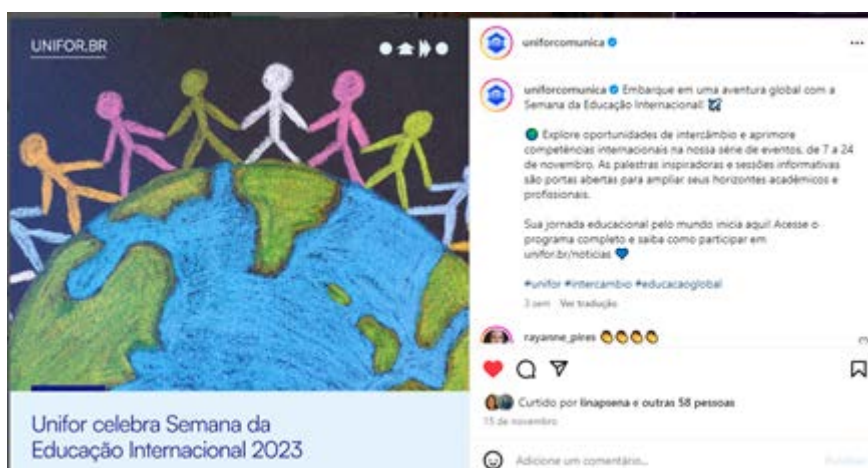 UNIFOR.BR
Unifor celebra Semana da
Educação Internacional 2023
uniforcomunica
uniforcomunica Embarque em uma aventura global com a
Semana da Educação Internacional!
Explore oportunidades de intercâmbio e aprimore
competências internacionais na nossa série de eventos, de 7 a 24
de novembro. As palestras inspiradoras e sessões informativas
são portas abertas para ampliar seus horizontes acadêmicos e
profissionais.
Sua jornada educacional pelo mundo inicia aqui! Acesse o
programa completo e saiba como participar em
unifor.br/noticias
#unifor #intercambio #educacaoglobal
3 sem Ver tradução
rayanne_pires
Curtido por linapsena e outras 58 pessoas
15 de novembro
Adicione um comentário...